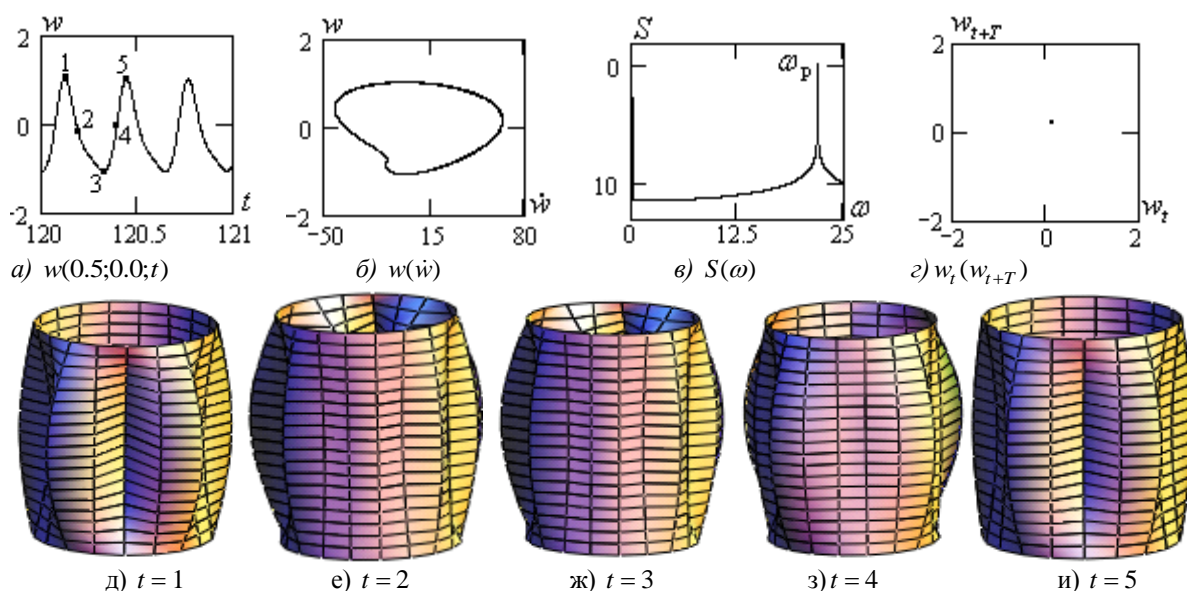 w
2
0
-2
1
2
3
4
5
t
120
120.5
121
w
2
0
-2
-50
15
80
ẇ
S
0
10
ω_p
0
12.5
25
ω
w_{t+T}
2
0
-2
-2
0
2
w_t
а) w(0.5;0.0;t)
б) w(ẇ)
в) S(ω)
г) w_t(w_{t+T})
д) t = 1
е) t = 2
ж) t = 3
з) t = 4
и) t = 5